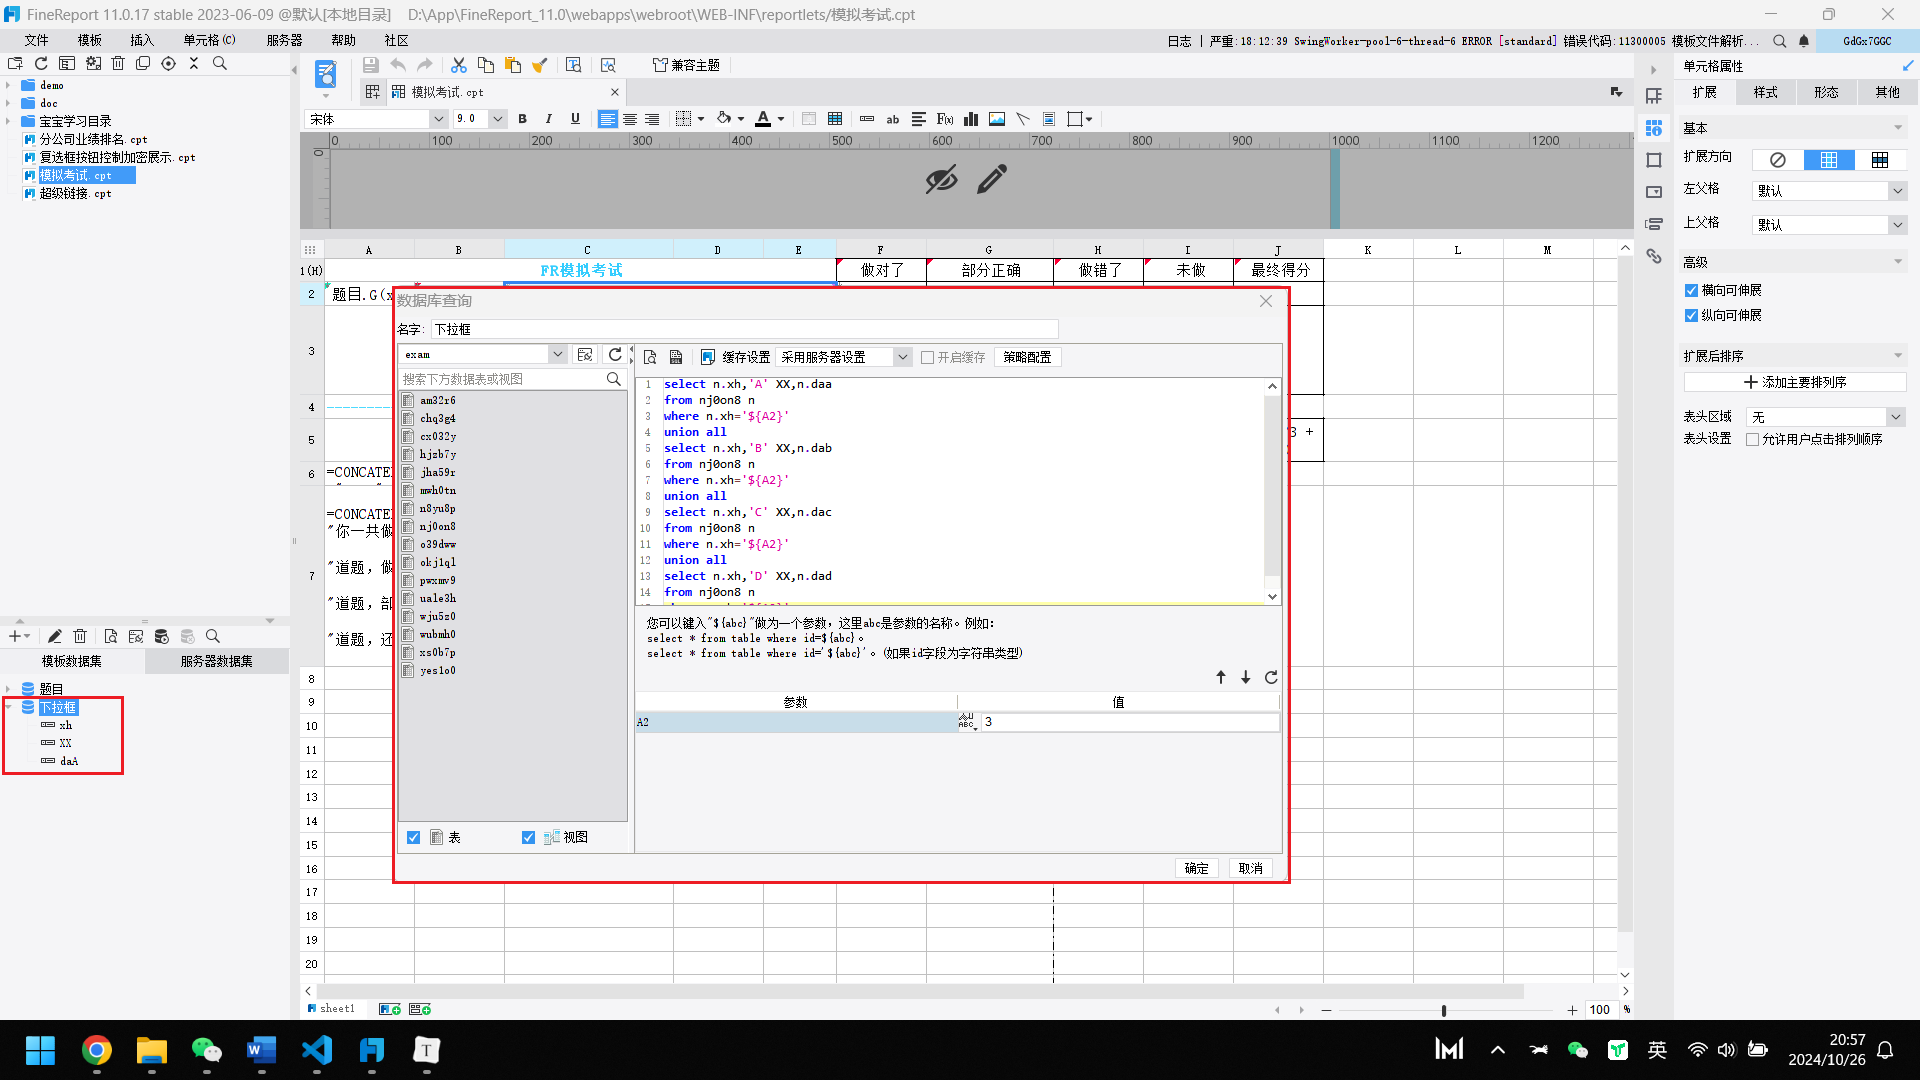 FineReport 11.0.17 stable 2023-06-09 @默认[本地目录]    D:\App\FineReport_11.0\webapps\webroot\WEB-INF\reportlets/模拟考试.cpt
文件 模板 插入 单元格(C) 服务器 帮助 社区
日志 | 严重:18:12:39 SwingWorker-pool-6-thread-6 ERROR [standard] 错误代码:11300005 模板文件解析... GdGx7GGC
demo
doc
宝宝学习目录
分公司业绩排名.cpt
复选框按钮控制加密展示.cpt
模拟考试.cpt
超级链接.cpt
兼容主题
模拟考试.cpt
宋体 9.0 B I U A ab F(x)
0 100 200 300 400 500 600 700 800 900 1000 1100 1200
0
A B C D E F G H I J K L M
1(H) FR模拟考试 做对了 部分正确 做错了 未做 最终得分
2 题目.G(x
3
4
5 3 +
6 =CONCATE
7 =CONCATE
"你一共做
"道题，做
"道题，部
"道题，还
8
9
10
11
12
13
14
15
16
17
18
19
20
sheet1
100 %
模板数据集 服务器数据集
题目
下拉框
xh
XX
daA
数据库查询
名字: 下拉框
exam
搜索下方数据表或视图
am32r6
chq3g4
cx032y
hjzb7y
jha59r
mwh0tn
n8yu8p
nj0on8
o39dww
okj1ql
pwxmv9
uale3h
wju5z0
wubmh0
xs0b7p
yes1o0
表 视图
缓存设置 采用服务器设置 开启缓存 策略配置
1 select n.xh,'A' XX,n.daa
2 from nj0on8 n
3 where n.xh='${A2}'
4 union all
5 select n.xh,'B' XX,n.dab
6 from nj0on8 n
7 where n.xh='${A2}'
8 union all
9 select n.xh,'C' XX,n.dac
10 from nj0on8 n
11 where n.xh='${A2}'
12 union all
13 select n.xh,'D' XX,n.dad
14 from nj0on8 n
您可以键入"${abc}"做为一个参数，这里abc是参数的名称。例如:
select * from table where id=${abc}。
select * from table where id='${abc}'。(如果id字段为字符串类型)
参数 值
A2 ABC 3
确定 取消
单元格属性
扩展 样式 形态 其他
基本
扩展方向
左父格 默认
上父格 默认
高级
横向可伸展
纵向可伸展
扩展后排序
添加主要排列序
表头区域 无
表头设置 允许用户点击排列顺序
英
20:57
2024/10/26